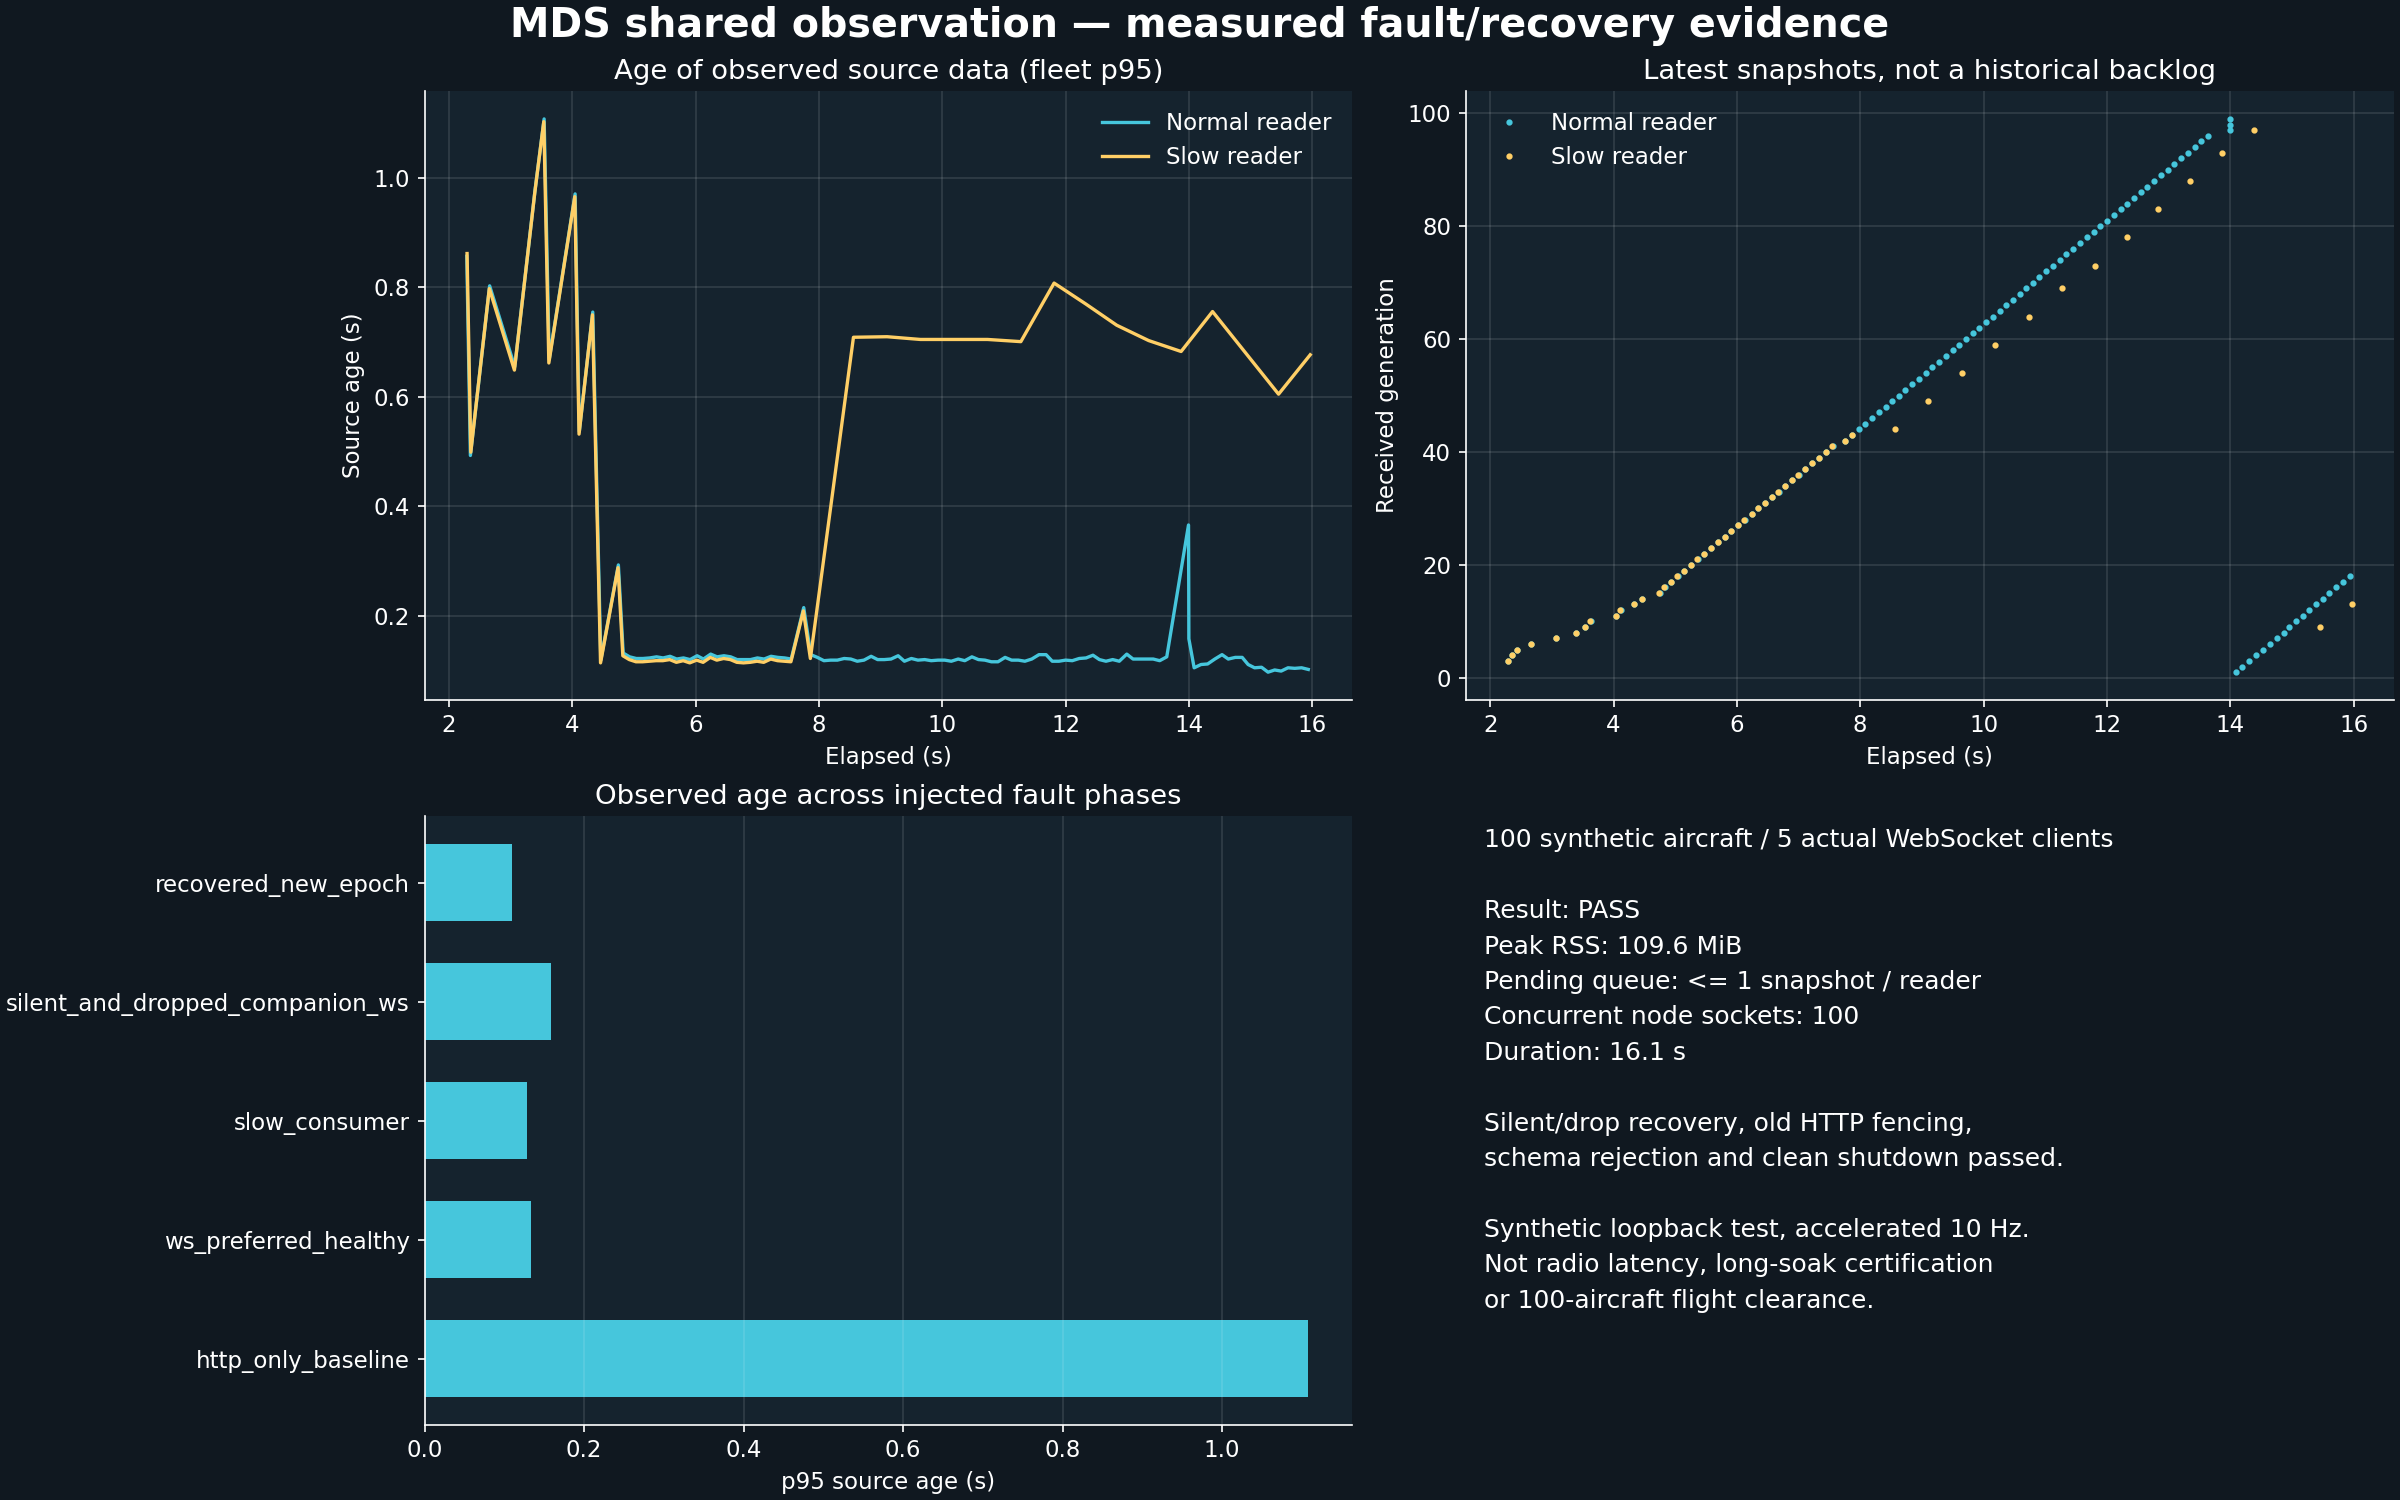 MDS shared observation — measured fault/recovery evidence
Age of observed source data (fleet p95)
Normal reader
Slow reader
Source age (s)
1.0
0.8
0.6
0.4
0.2
2 4 6 8 10 12 14 16
Elapsed (s)
Latest snapshots, not a historical backlog
Normal reader
Slow reader
Received generation
100
80
60
40
20
0
2 4 6 8 10 12 14 16
Elapsed (s)
Observed age across injected fault phases
recovered_new_epoch
silent_and_dropped_companion_ws
slow_consumer
ws_preferred_healthy
http_only_baseline
0.0 0.2 0.4 0.6 0.8 1.0
p95 source age (s)
100 synthetic aircraft / 5 actual WebSocket clients
Result: PASS
Peak RSS: 109.6 MiB
Pending queue: <= 1 snapshot / reader
Concurrent node sockets: 100
Duration: 16.1 s
Silent/drop recovery, old HTTP fencing,
schema rejection and clean shutdown passed.
Synthetic loopback test, accelerated 10 Hz.
Not radio latency, long-soak certification
or 100-aircraft flight clearance.